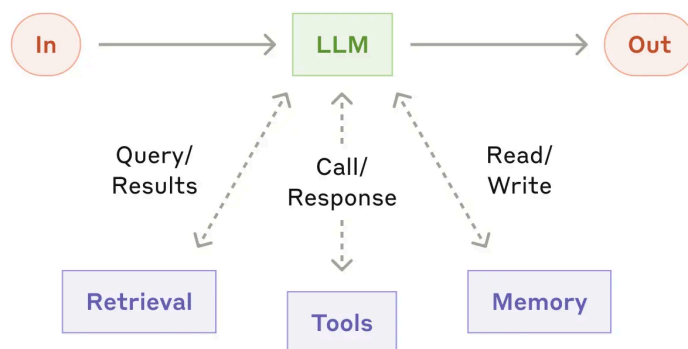 In
LLM
Out
Query/
Results
Call/
Response
Read/
Write
Retrieval
Tools
Memory